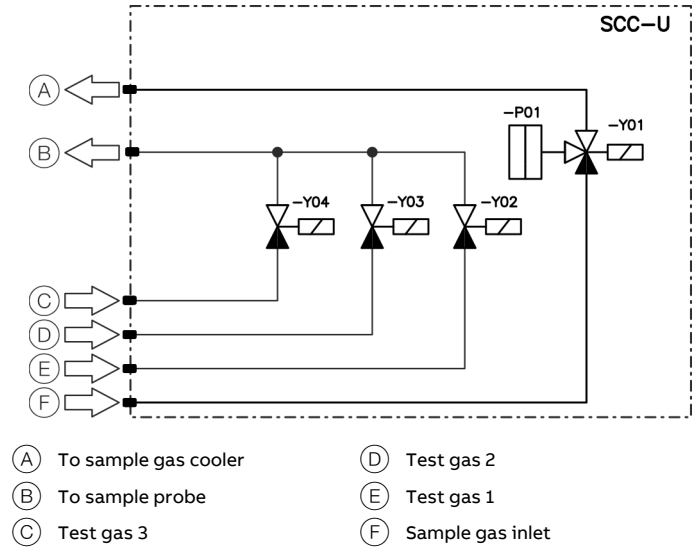 SCC-U
A
-P01
-Y01
B
-Y04
-Y03
-Y02
C
D
E
F
A To sample gas cooler
B To sample probe
C Test gas 3
D Test gas 2
E Test gas 1
F Sample gas inlet